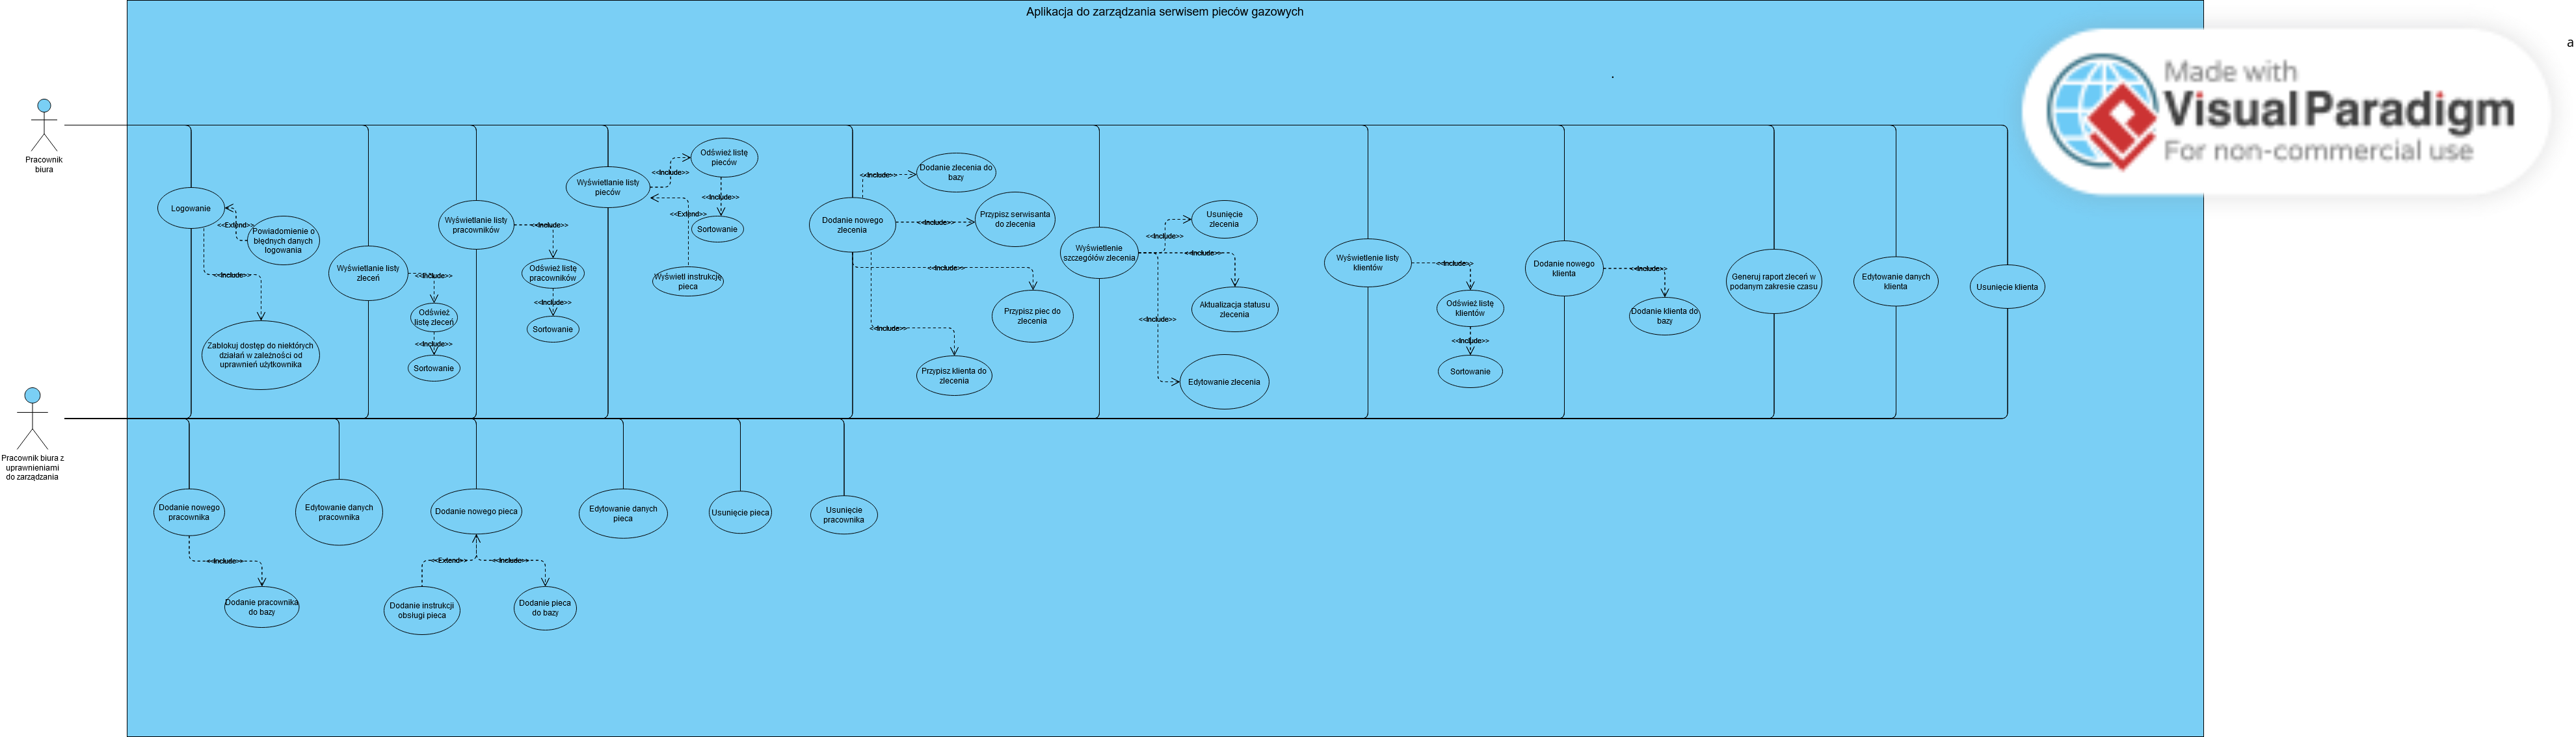 Aplikacja do zarządzania serwisem pieców gazowych
a
Made with
Visual Paradigm
For non-commercial use
.
Pracownik
biura
Logowanie
<<Extend>>
Powiadomienie o
błędnych danych
logowania
<<Include>>
Zablokuj dostęp do niektórych
działań w zależności od
uprawnień użytkownika
Wyświetlanie listy
zleceń
<<Include>>
Odśwież
listę zleceń
<<Include>>
Sortowanie
Wyświetlanie listy
pracowników
<<Include>>
Odśwież listę
pracowników
<<Include>>
Sortowanie
Wyświetlanie listy
pieców
<<Include>>
Odśwież listę
pieców
<<Include>>
Sortowanie
<<Extend>>
Wyświetl instrukcję
pieca
Dodanie nowego
zlecenia
<<Include>>
Dodanie zlecenia do
bazy
<<Include>>
Przypisz serwisanta
do zlecenia
<<Include>>
Przypisz piec do
zlecenia
<<Include>>
Przypisz klienta do
zlecenia
Wyświetlenie
szczegółów zlecenia
<<Include>>
Usunięcie
zlecenia
<<Include>>
Aktualizacja statusu
zlecenia
<<Include>>
Edytowanie zlecenia
Wyświetlenie listy
klientów
<<Include>>
Odśwież listę
klientów
<<Include>>
Sortowanie
Dodanie nowego
klienta
<<Include>>
Dodanie klienta do
bazy
Generuj raport zleceń w
podanym zakresie czasu
Edytowanie danych
klienta
Usunięcie klienta
Pracownik biura z
uprawnieniami
do zarządzania
Dodanie nowego
pracownika
<<Include>>
Dodanie pracownika
do bazy
Edytowanie danych
pracownika
Dodanie nowego pieca
<<Extend>>
Dodanie instrukcji
obsługi pieca
<<Include>>
Dodanie pieca
do bazy
Edytowanie danych
pieca
Usunięcie pieca
Usunięcie
pracownika